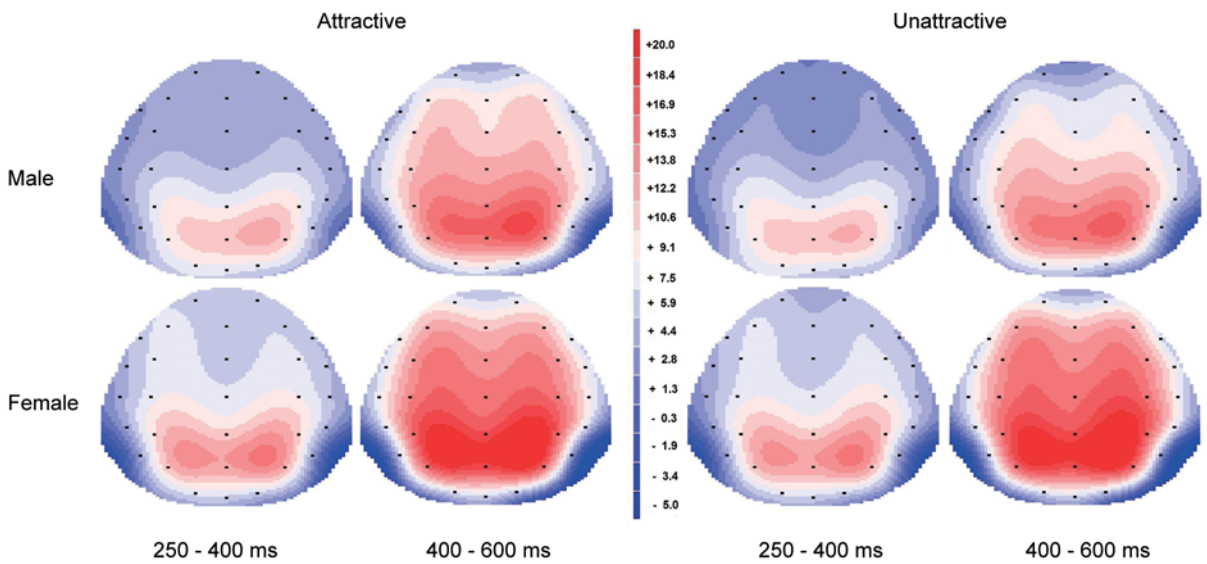 Attractive
Unattractive
Male
Female
+20.0
+18.4
+16.9
+15.3
+13.8
+12.2
+10.6
+ 9.1
+ 7.5
+ 5.9
+ 4.4
+ 2.8
+ 1.3
- 0.3
- 1.9
- 3.4
- 5.0
250 - 400 ms
400 - 600 ms
250 - 400 ms
400 - 600 ms